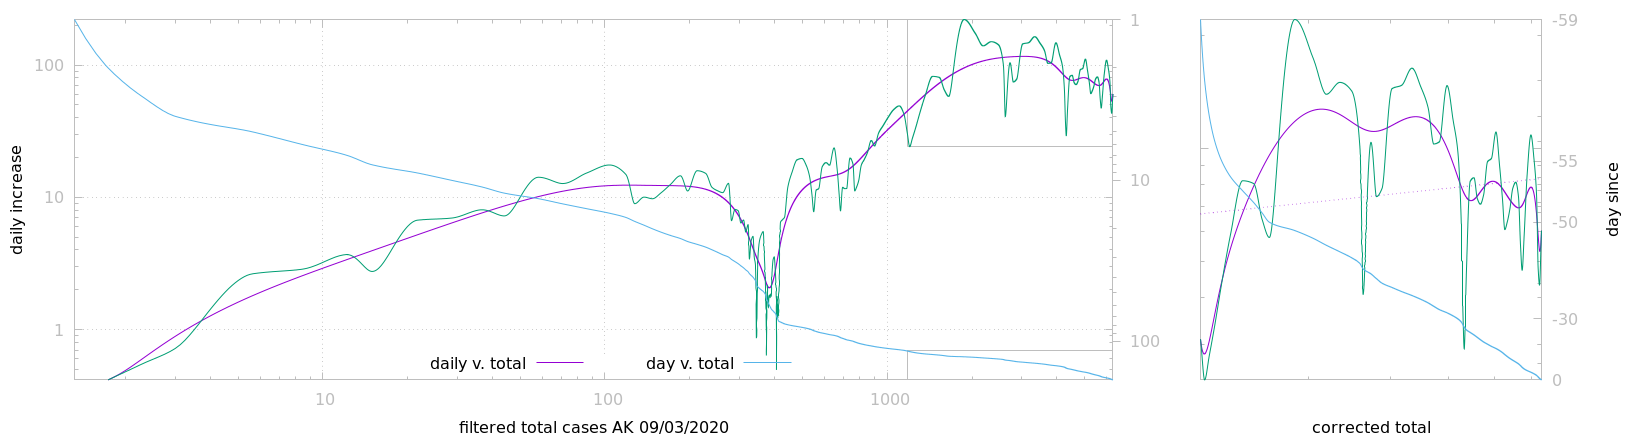 daily increase
100
10
1
10
100
1000
1
10
100
daily v. total
day v. total
filtered total cases AK 09/03/2020
-59
-55
-50
-30
0
day since
corrected total